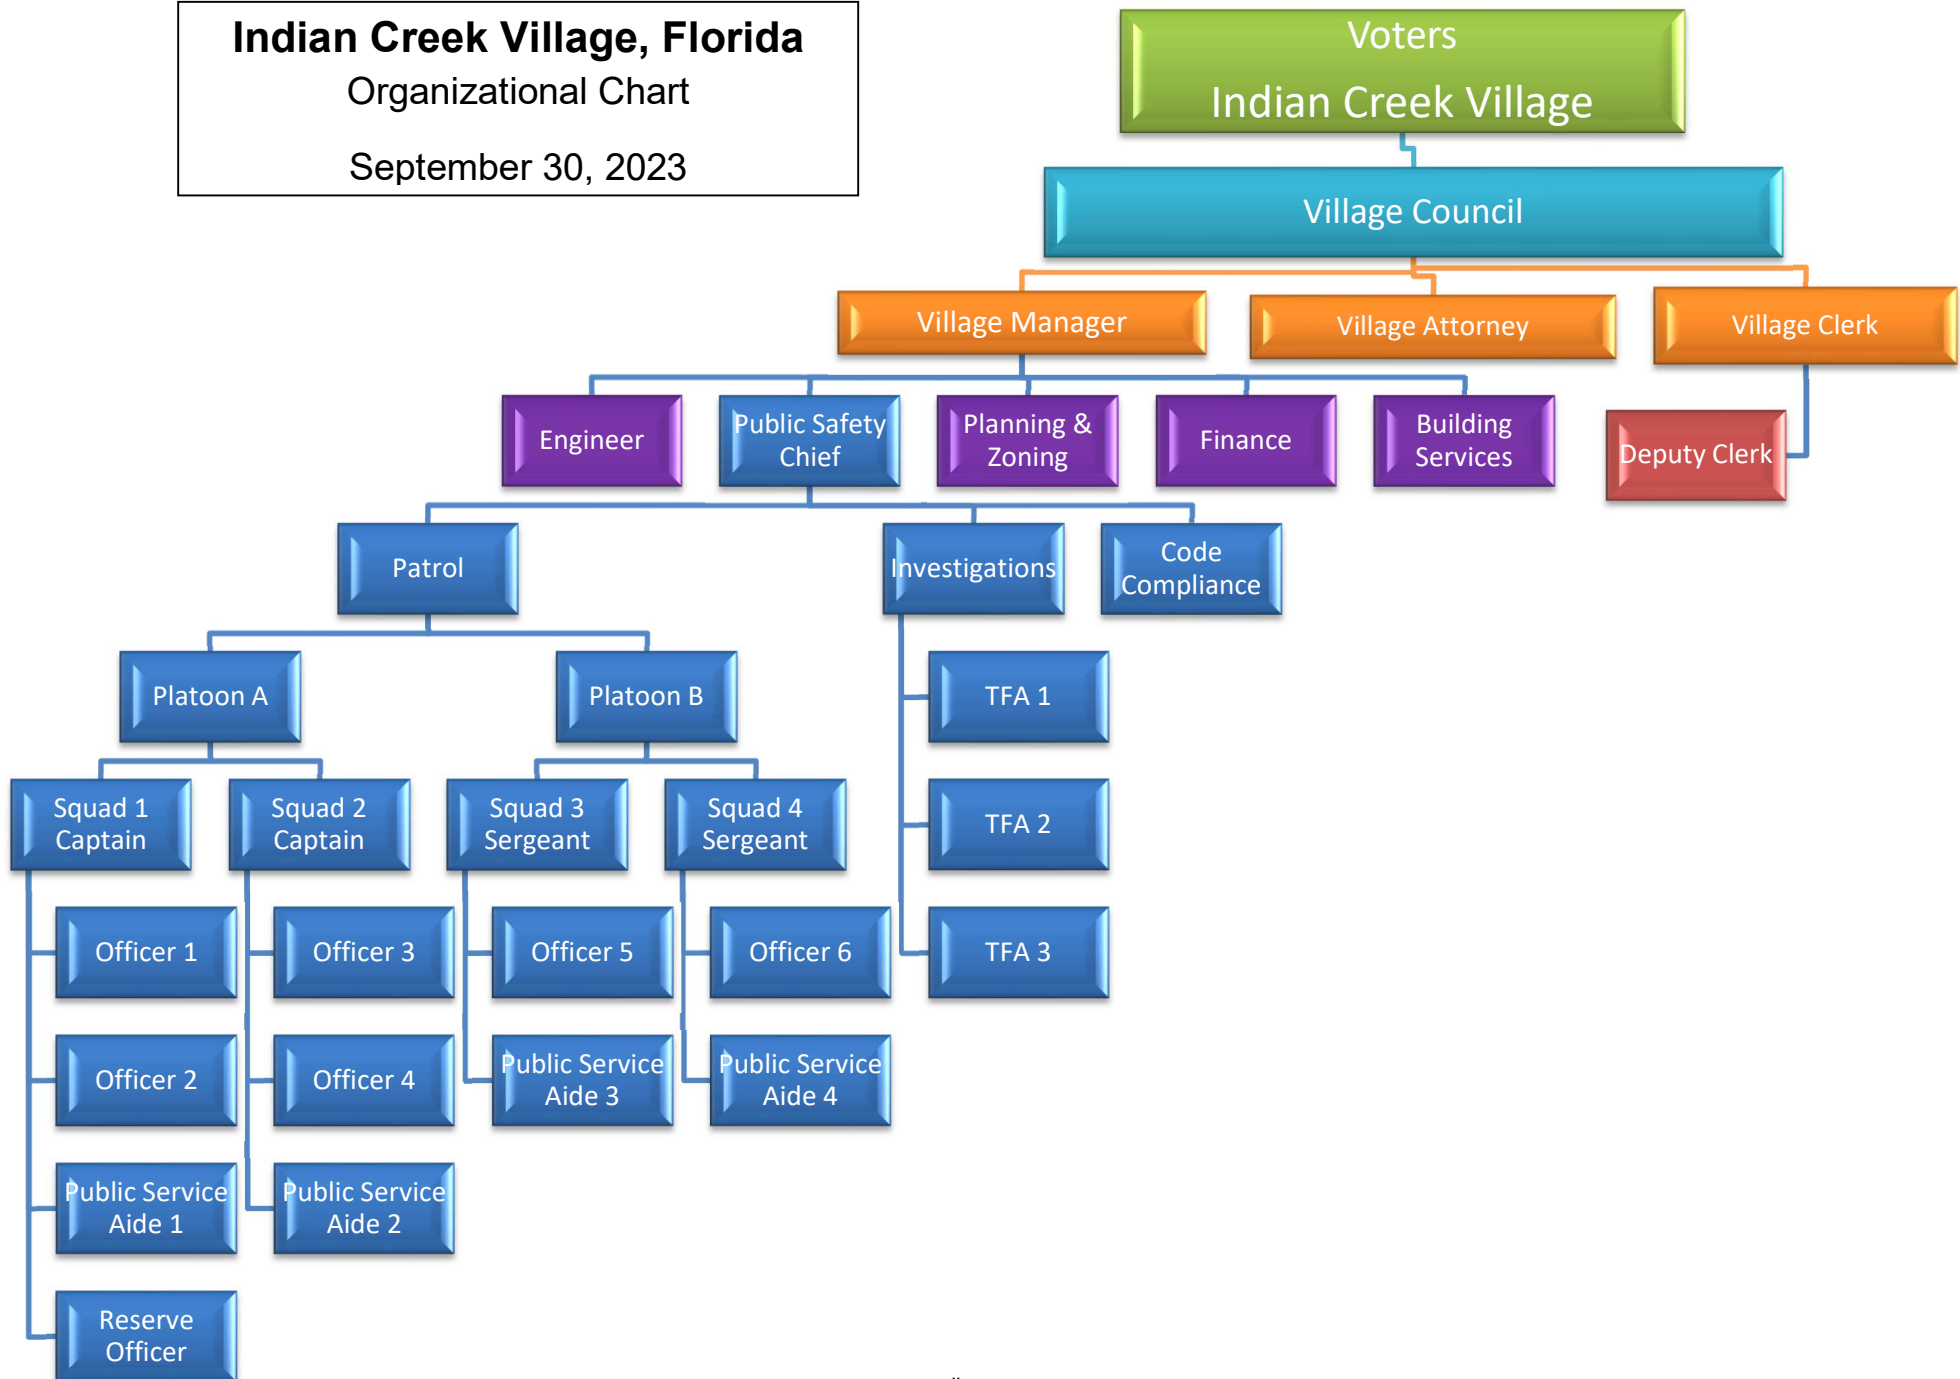 Indian Creek Village, Florida
Organizational Chart
September 30, 2023
Voters
Indian Creek Village
Village Council
Village Manager
Village Attorney
Village Clerk
Engineer
Public Safety
Chief
Planning &
Zoning
Finance
Building
Services
Deputy Clerk
Patrol
Investigations
Code
Compliance
Platoon A
Platoon B
TFA 1
Squad 1
Captain
Squad 2
Captain
Squad 3
Sergeant
Squad 4
Sergeant
TFA 2
Officer 1
Officer 3
Officer 5
Officer 6
TFA 3
Officer 2
Officer 4
Public Service
Aide 3
Public Service
Aide 4
Public Service
Aide 1
Public Service
Aide 2
Reserve
Officer